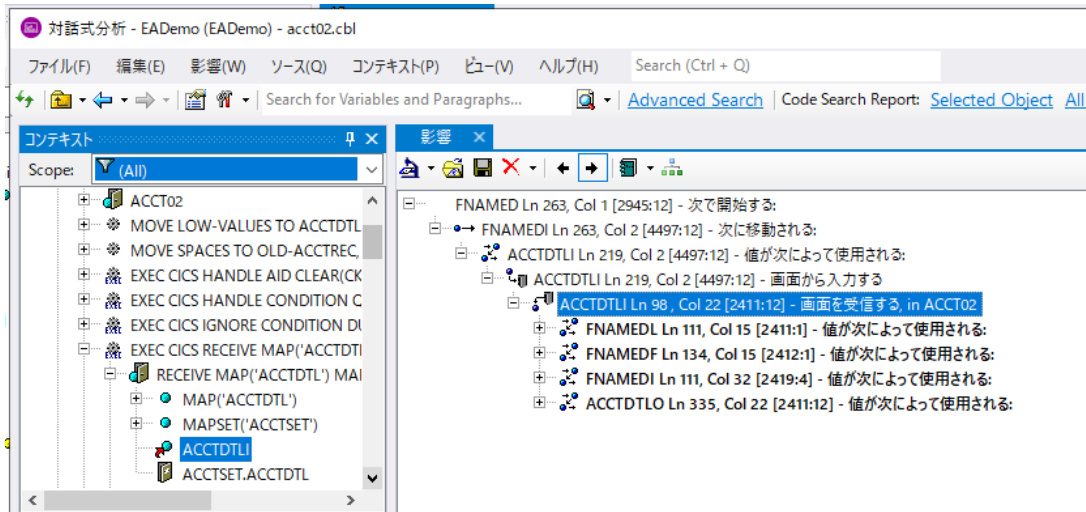 対話式分析 - EADemo (EADemo) - acct02.cbl
ファイル(F) 編集(E) 影響(W) ソース(Q) コンテキスト(P) ビュー(V) ヘルプ(H) Search (Ctrl + Q)
Search for Variables and Paragraphs... Advanced Search Code Search Report: Selected Object All
コンテキスト
Scope: (All)
ACCT02
MOVE LOW-VALUES TO ACCTDTL
MOVE SPACES TO OLD-ACCTREC,
EXEC CICS HANDLE AID CLEAR(CK
EXEC CICS HANDLE CONDITION Q
EXEC CICS IGNORE CONDITION DU
EXEC CICS RECEIVE MAP('ACCTDTI
RECEIVE MAP('ACCTDTL') MAI
MAP('ACCTDTL')
MAPSET('ACCTSET')
ACCTDTLI
ACCTSET.ACCTDTL
影響
FNAMED Ln 263, Col 1 [2945:12] - 次で開始する:
FNAMEDI Ln 263, Col 2 [4497:12] - 次に移動される:
ACCTDTLI Ln 219, Col 2 [4497:12] - 値が次によって使用される:
ACCTDTLI Ln 219, Col 2 [4497:12] - 画面から入力する
ACCTDTLI Ln 98 , Col 22 [2411:12] - 画面を受信する, in ACCT02
FNAMEDL Ln 111, Col 15 [2411:1] - 値が次によって使用される:
FNAMEDF Ln 134, Col 15 [2412:1] - 値が次によって使用される:
FNAMEDI Ln 111, Col 32 [2419:4] - 値が次によって使用される:
ACCTDTLO Ln 335, Col 22 [2411:12] - 値が次によって使用される: